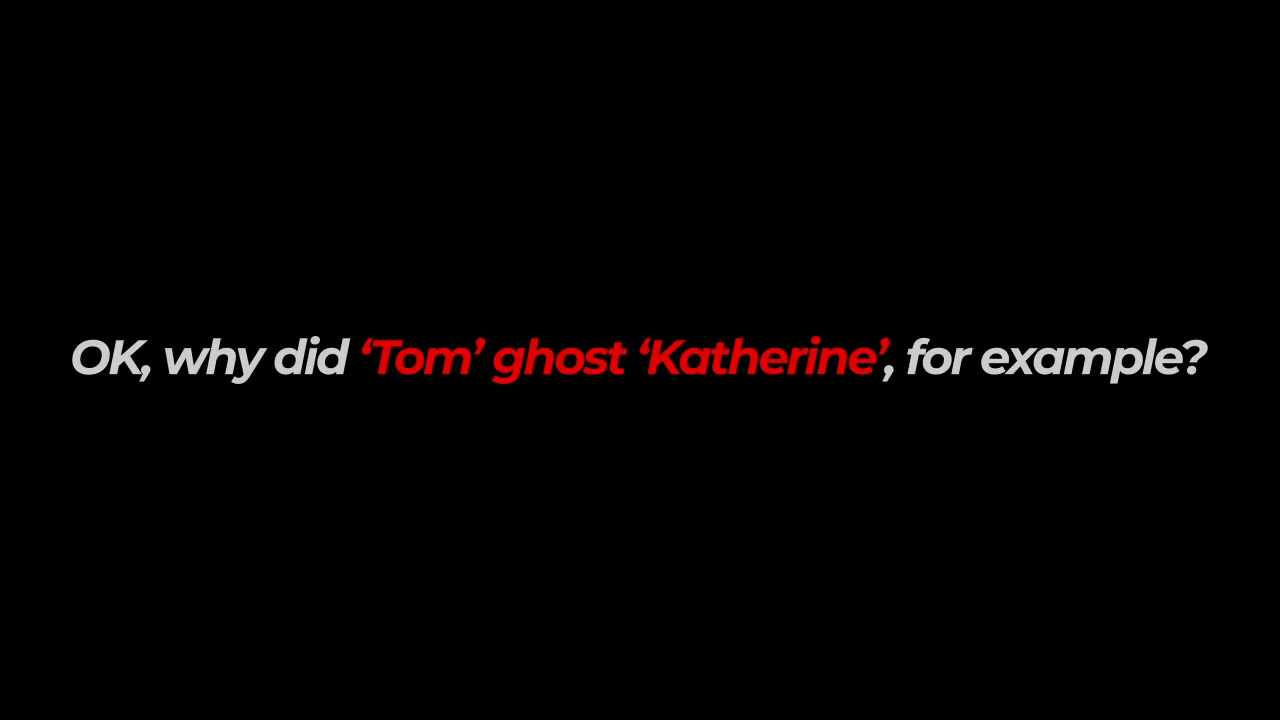 OK, why did ‘Tom’ ghost ‘Katherine’, for example?